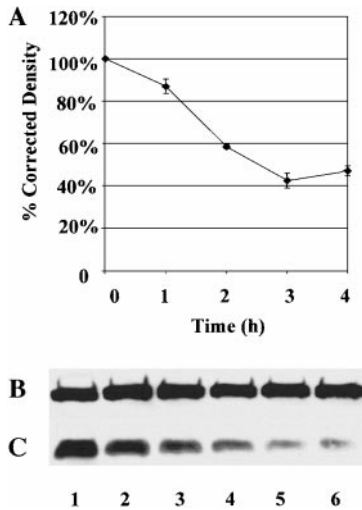 A
120%
100%
80%
60%
40%
20%
0
% Corrected Density
0 1 2 3 4
Time (h)
B
C
1 2 3 4 5 6